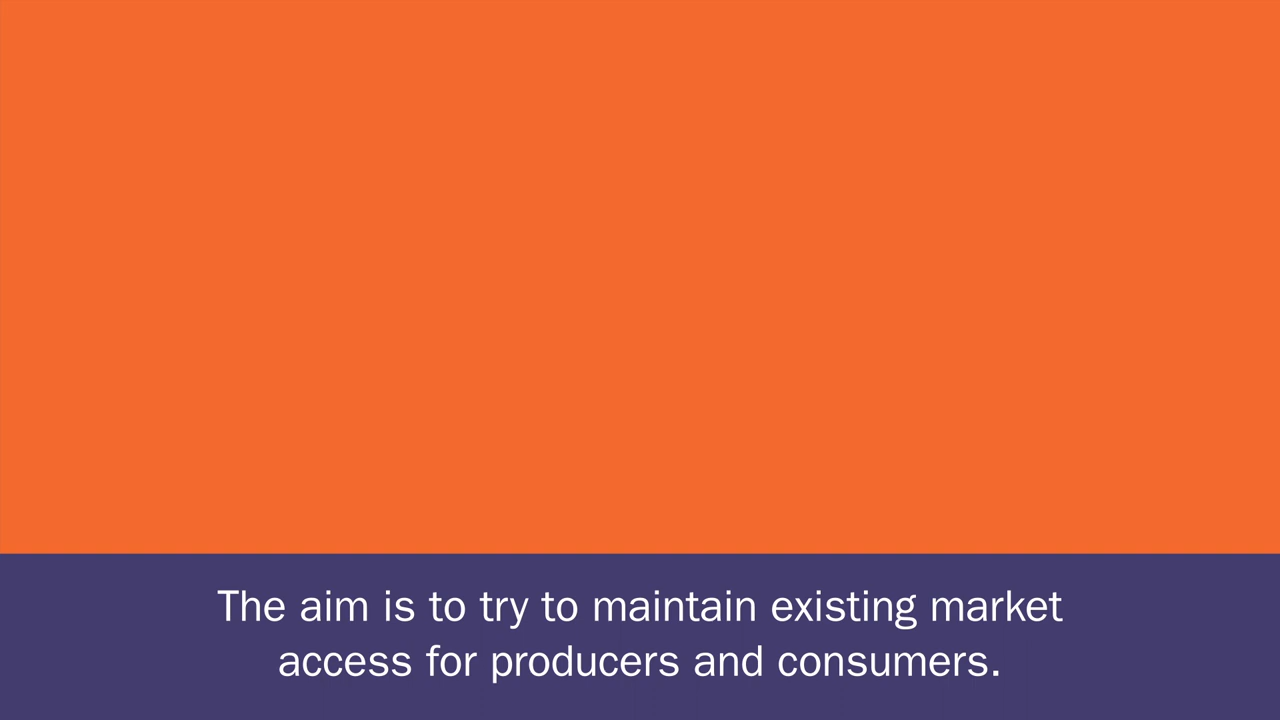 The aim is to try to maintain existing market
access for producers and consumers.